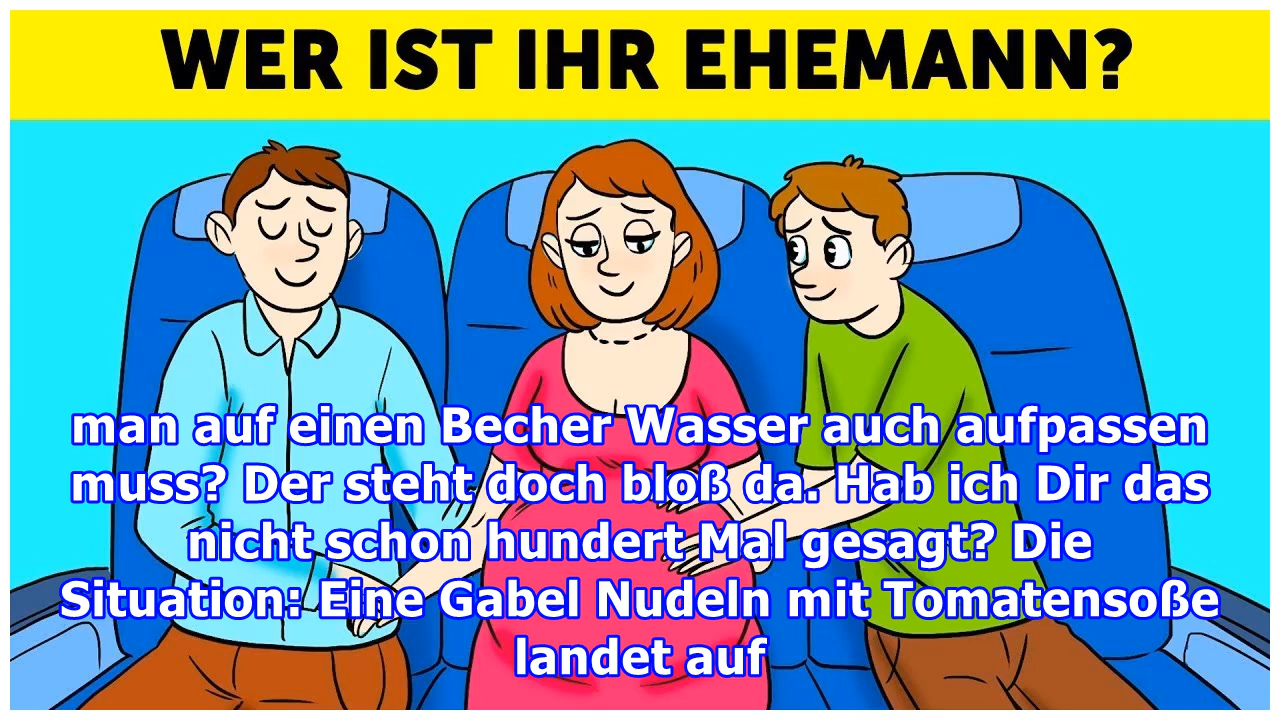 WER IST IHR EHEMANN?
man auf einen Becher Wasser auch aufpassen
muss? Der steht doch bloß da. Hab ich Dir das
nicht schon hundert Mal gesagt? Die
Situation: Eine Gabel Nudeln mit Tomatensoße
landet auf